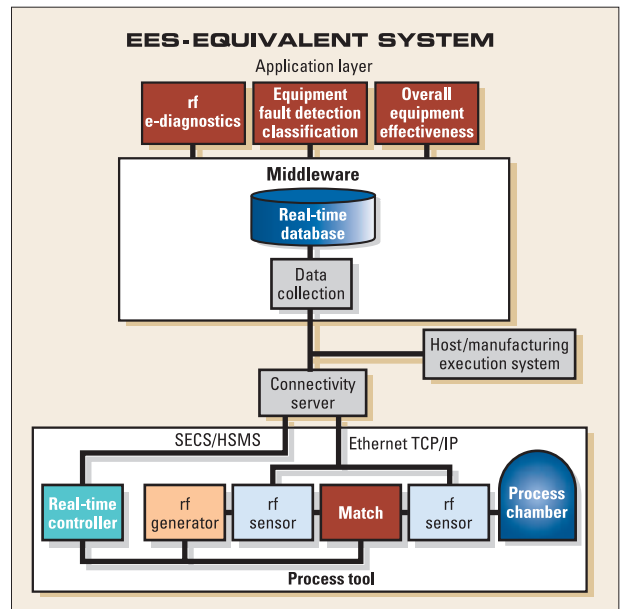 EES-EQUIVALENT SYSTEM
Application layer
rf
e-diagnostics
Equipment
fault detection
classification
Overall
equipment
effectiveness
Middleware
Real-time
database
Data
collection
Host/manufacturing
execution system
Connectivity
server
SECS/HSMS
Ethernet TCP/IP
Real-time
controller
rf
generator
rf
sensor
Match
rf
sensor
Process
chamber
Process tool